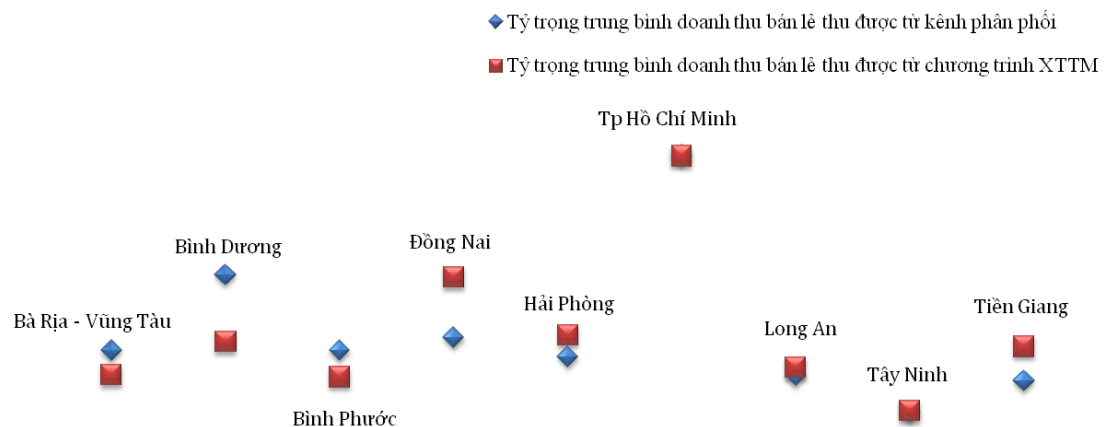 Tỷ trọng trung bình doanh thu bán lẻ thu được từ kênh phân phối
Tỷ trọng trung bình doanh thu bán lẻ thu được từ chương trình XTTM
Tp Hồ Chí Minh
Bình Dương
Đồng Nai
Hải Phòng
Bà Rịa - Vũng Tàu
Long An
Tiền Giang
Tây Ninh
Bình Phước